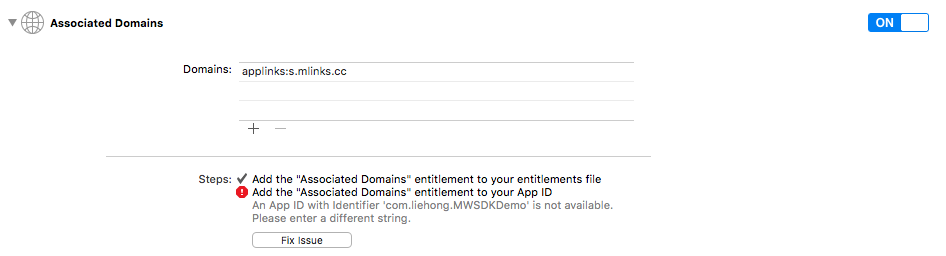 Associated Domains
ON
Domains:
applinks:s.mlinks.cc
Steps:
Add the "Associated Domains" entitlement to your entitlements file
Add the "Associated Domains" entitlement to your App ID
An App ID with Identifier 'com.liehong.MWSDKDemo' is not available.
Please enter a different string.
Fix Issue